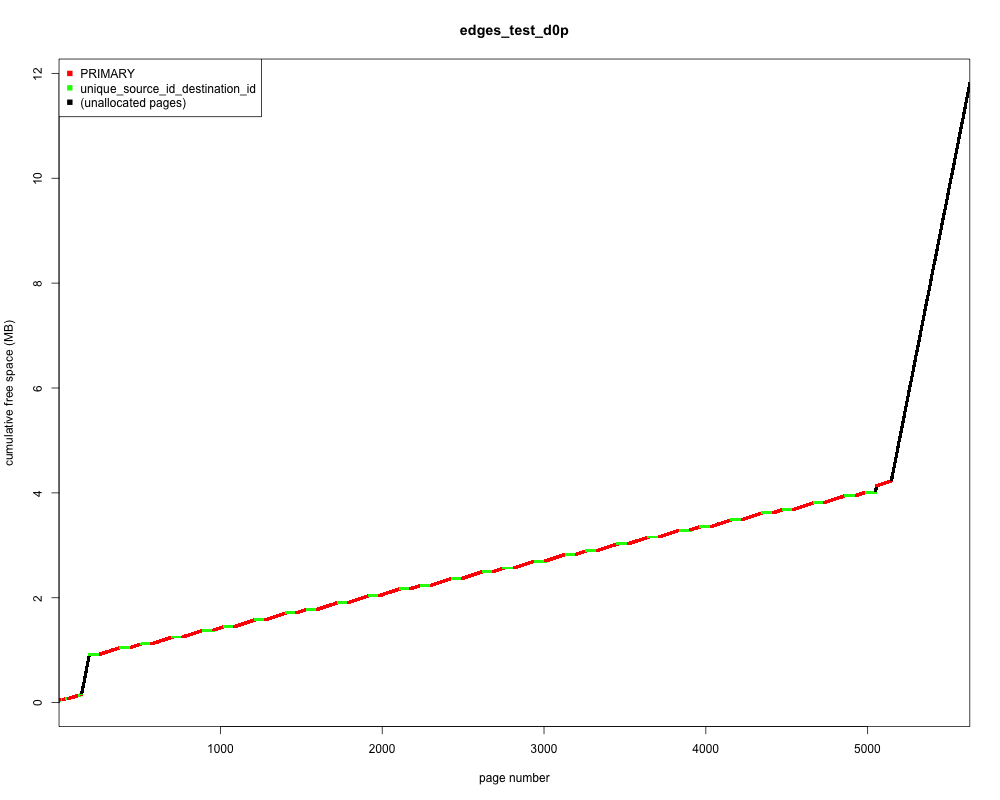 edges_test_d0p
PRIMARY
unique_source_id_destination_id
(unallocated pages)
cumulative free space (MB)
12
10
8
6
4
2
0
1000 2000 3000 4000 5000
page number